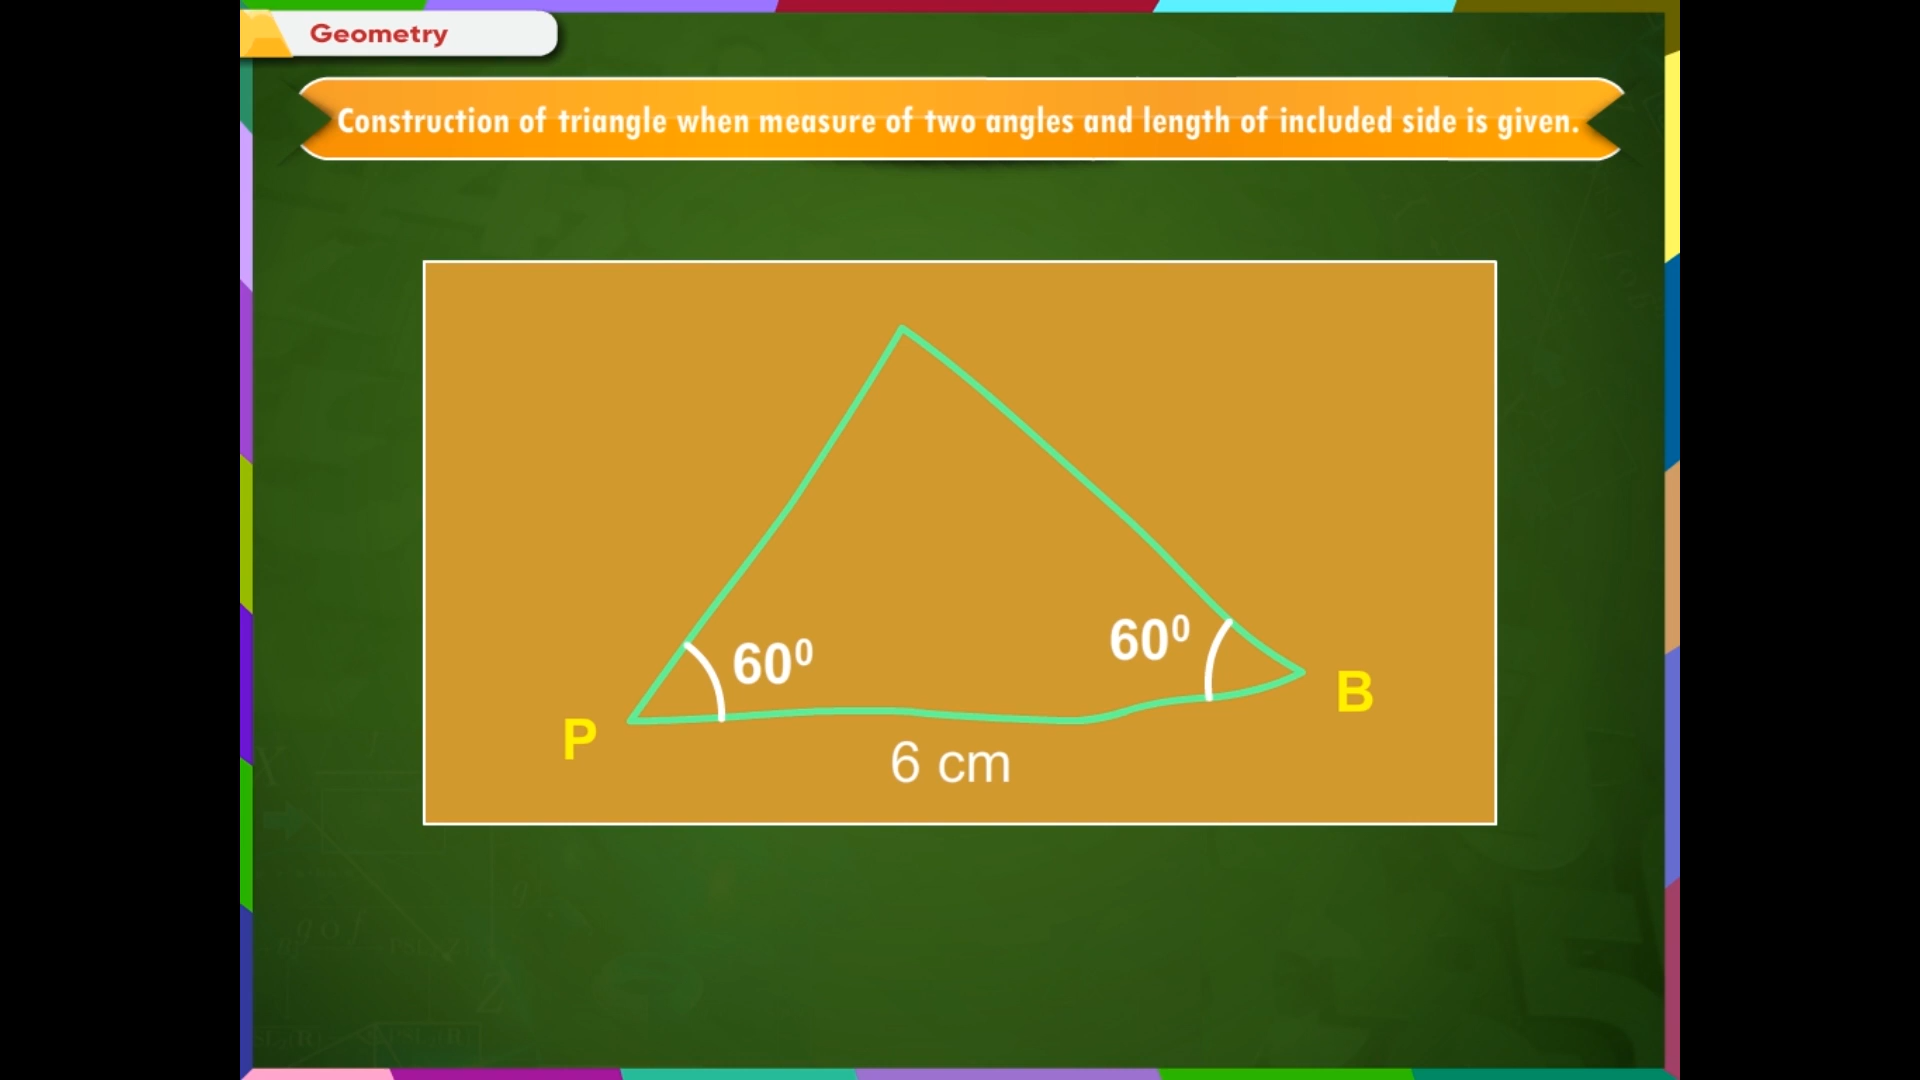 Geometry
Construction of triangle when measure of two angles and length of included side is given.
60⁰
60⁰
P
B
6 cm